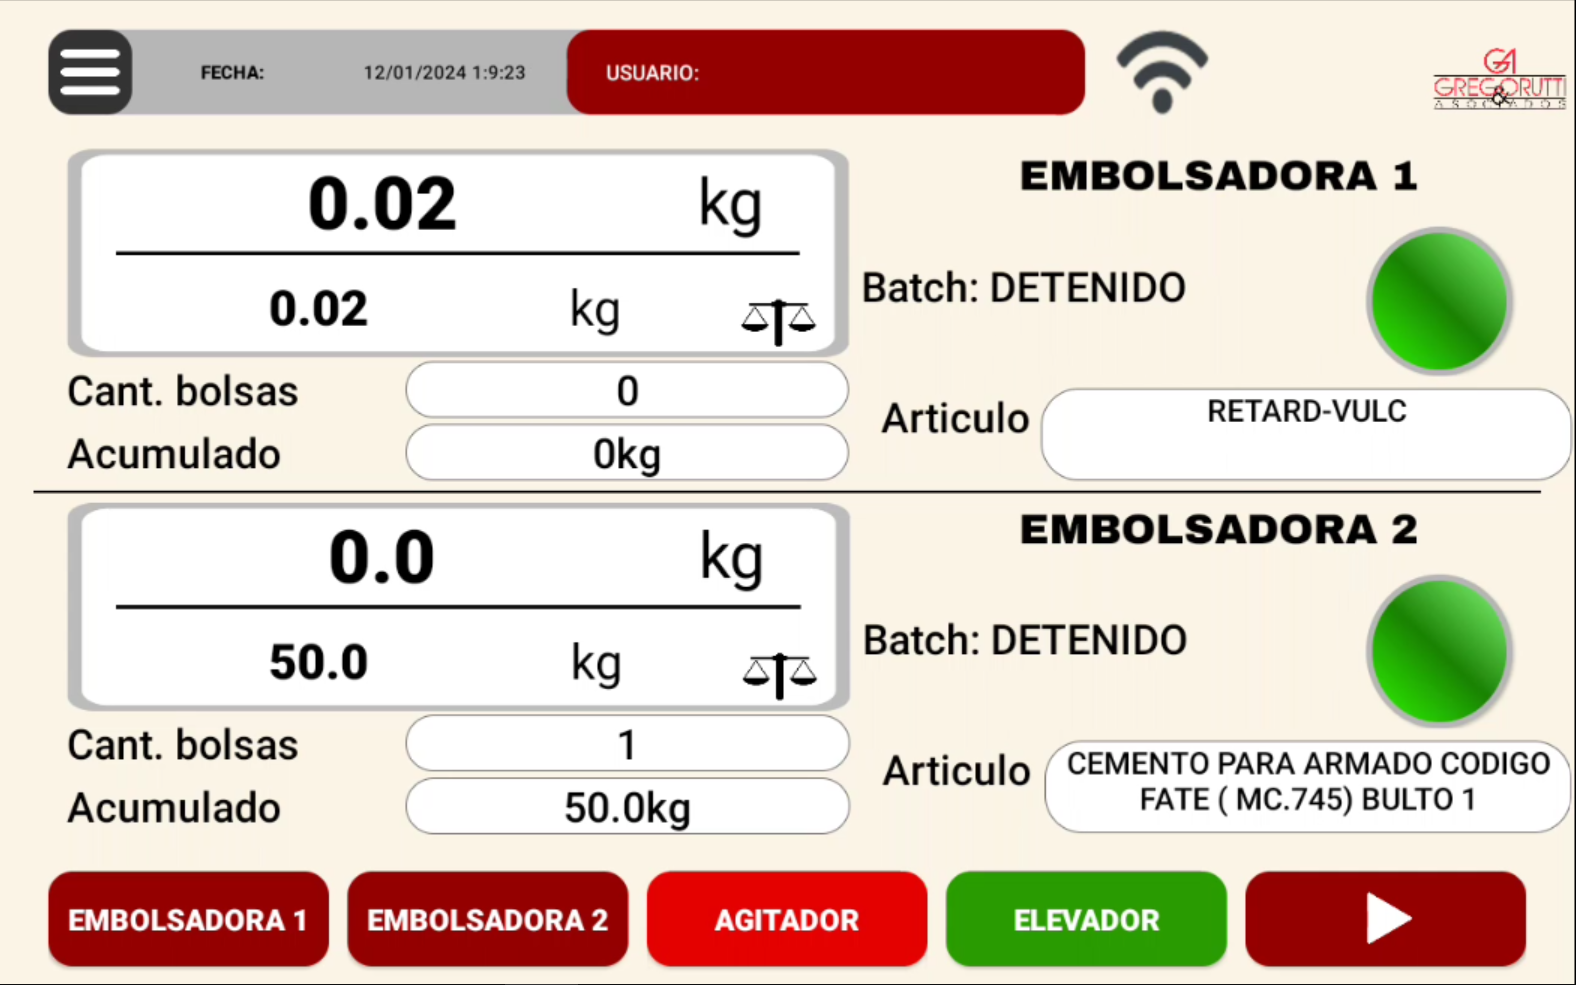 FECHA: 12/01/2024 1:9:23 USUARIO:
GA
GREGORUTTI
&
ASOCIADOS
0.02 kg
0.02 kg
EMBOLSADORA 1
Batch: DETENIDO
Cant. bolsas 0
Acumulado 0kg
Articulo RETARD-VULC
0.0 kg
50.0 kg
EMBOLSADORA 2
Batch: DETENIDO
Cant. bolsas 1
Acumulado 50.0kg
Articulo CEMENTO PARA ARMADO CODIGO
FATE ( MC.745) BULTO 1
EMBOLSADORA 1 EMBOLSADORA 2 AGITADOR ELEVADOR